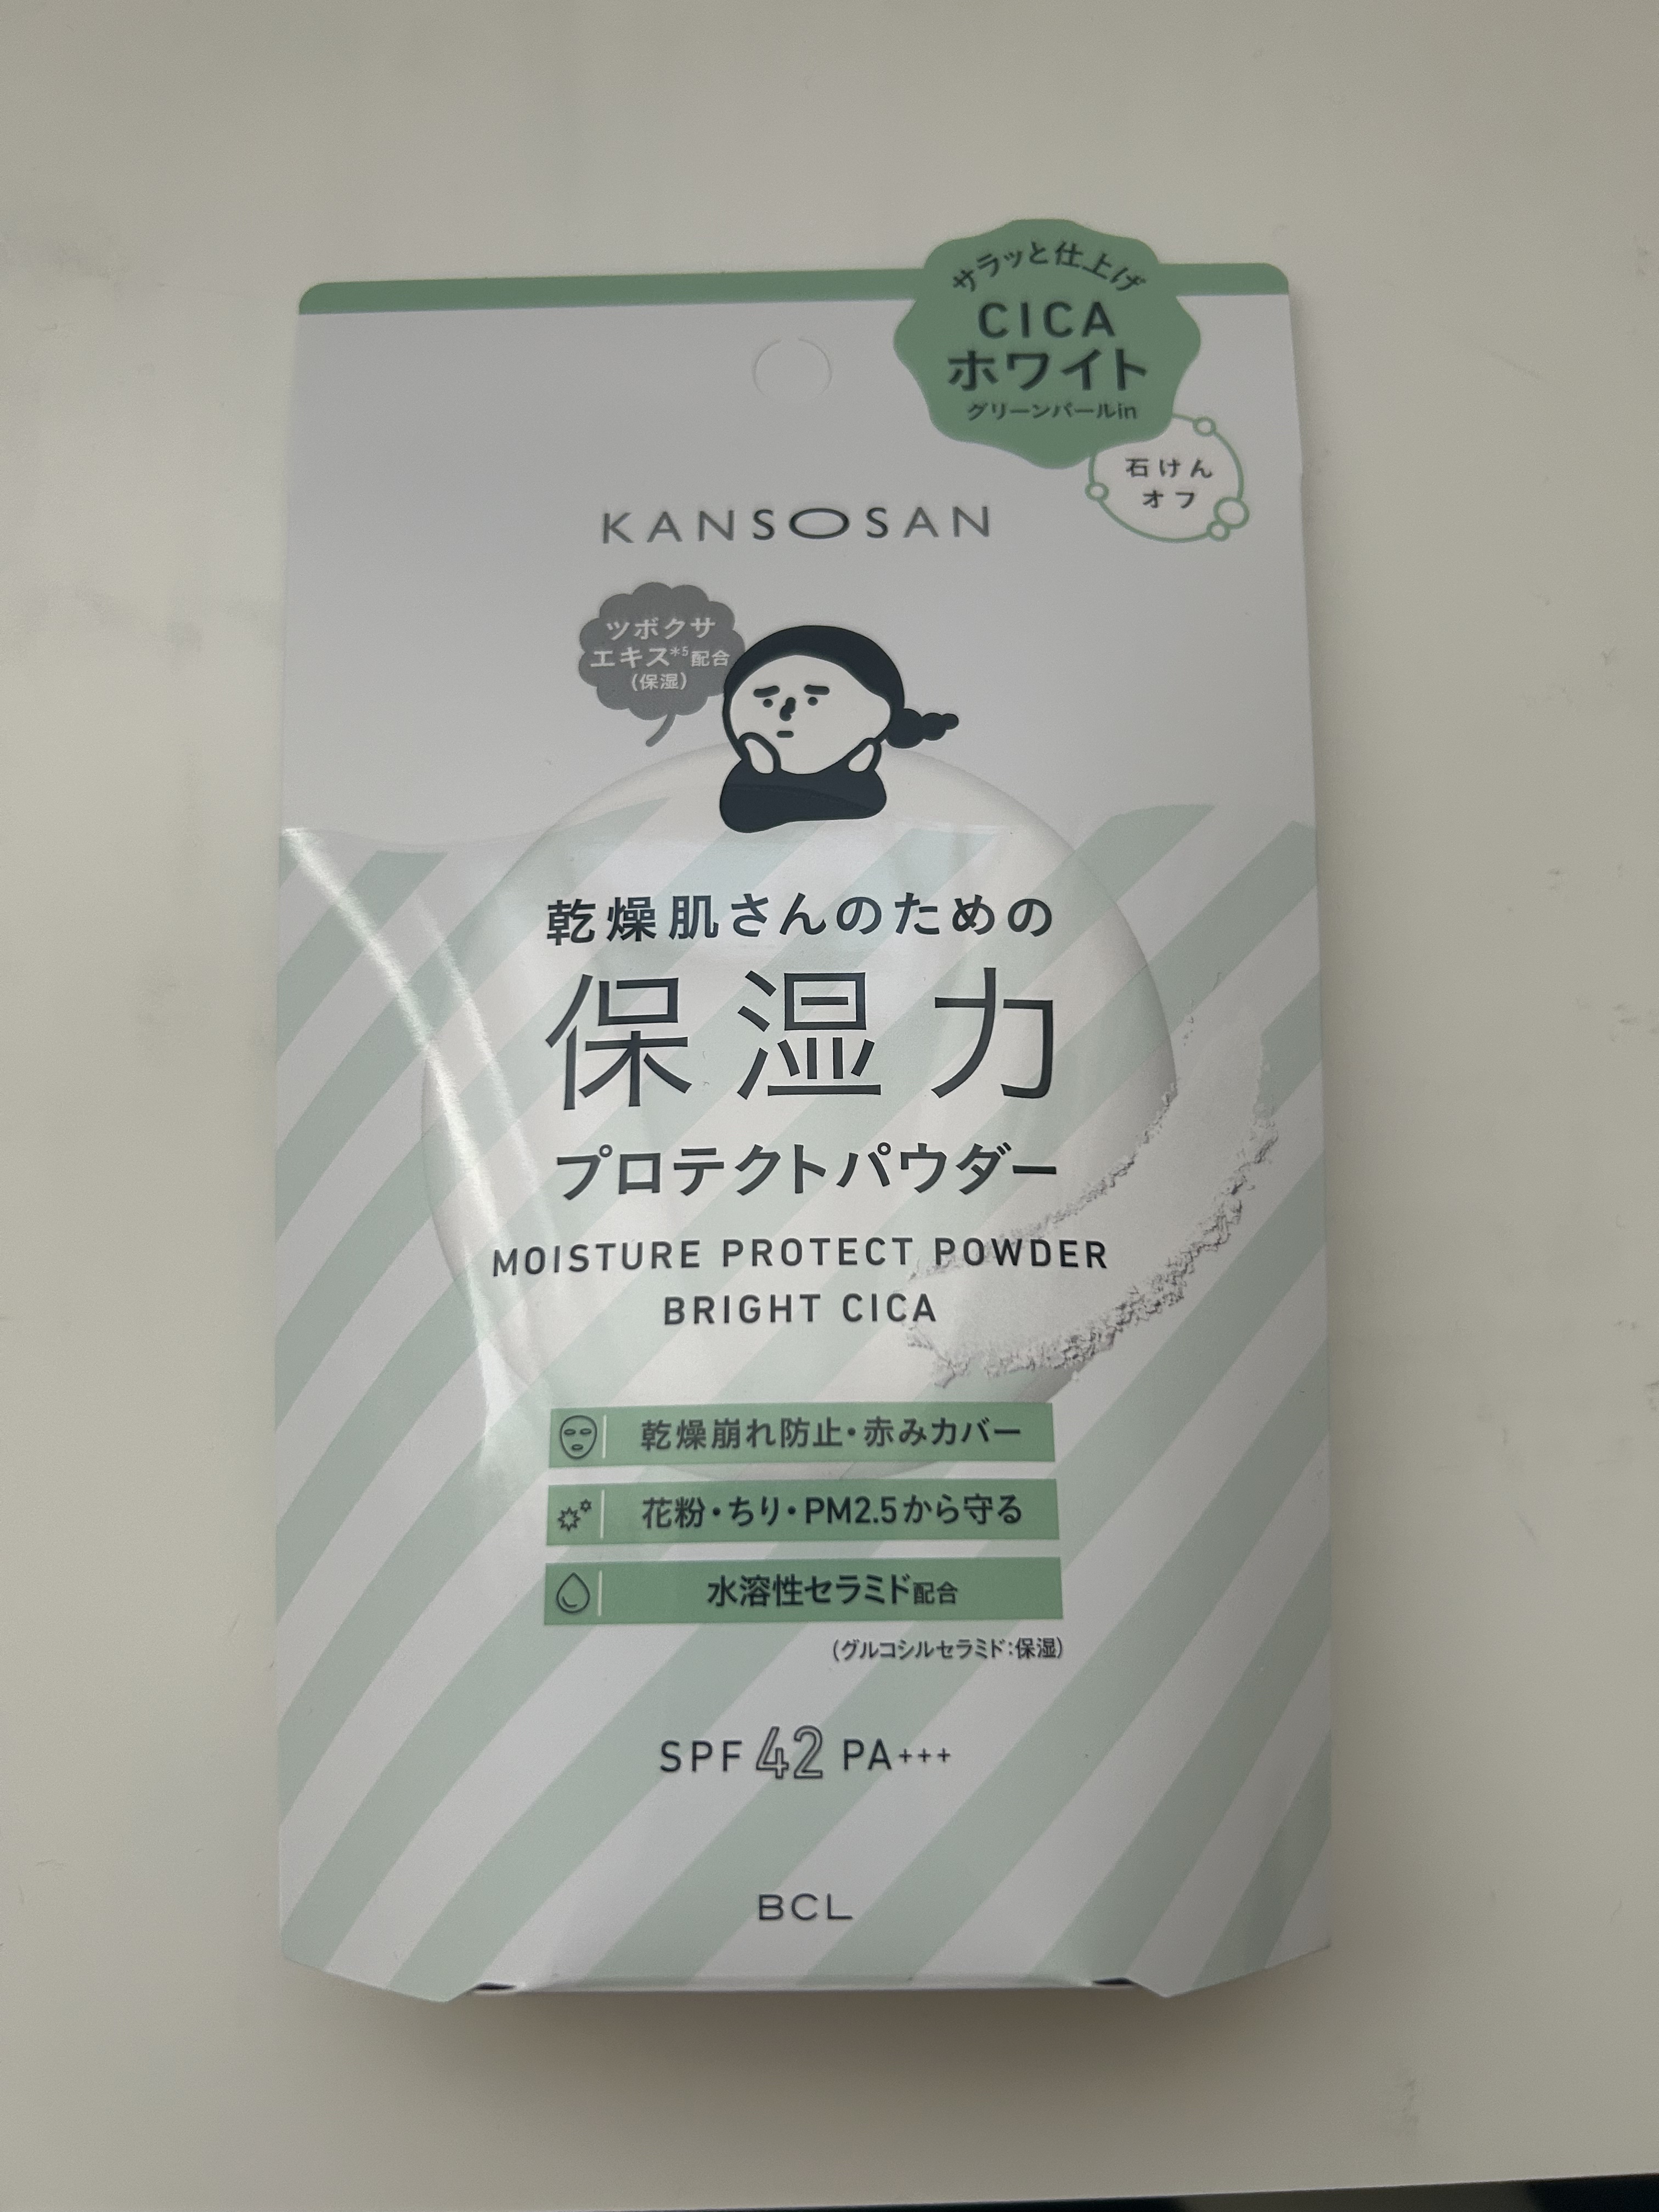 サラッと仕上げ
CICA
ホワイト
グリーンパールin
石けん
オフ
KANSOSAN
ツボクサ
エキス*5配合
(保湿)
乾燥肌さんのための
保湿力
プロテクトパウダー
MOISTURE PROTECT POWDER
BRIGHT CICA
乾燥崩れ防止・赤みカバー
花粉・ちり・PM2.5から守る
水溶性セラミド配合
(グルコシルセラミド:保湿)
SPF 42 PA+++
BCL